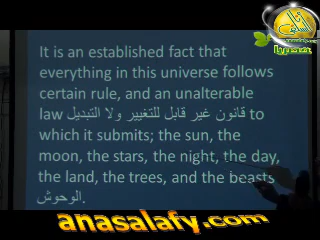 It is an established fact that
everything in this universe follows
certain rule, and an unalterable
law قانون غير قابل للتغيير ولا التبديل to
which it submits; the sun, the
moon, the stars, the night, the day,
the land, the trees, and the beasts
الوحوش.
anasalafy.com